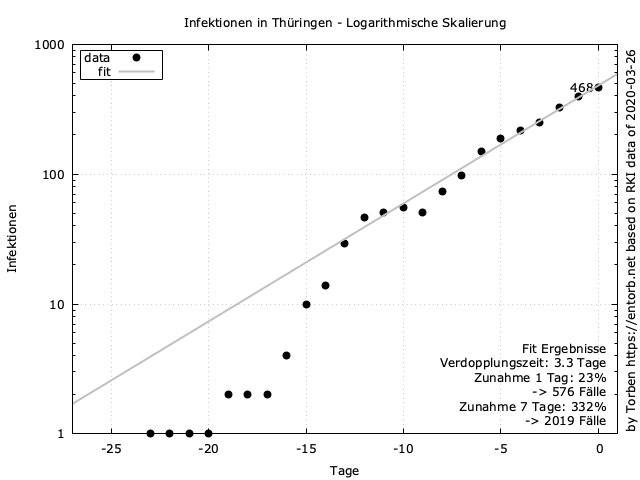 Infektionen in Thüringen - Logarithmische Skalierung
1000
100
10
1
data
fit
468
Infektionen
Fit Ergebnisse
Verdopplungszeit: 3.3 Tage
Zunahme 1 Tag: 23%
-> 576 Fälle
Zunahme 7 Tage: 332%
-> 2019 Fälle
-25 -20 -15 -10 -5 0
Tage
by Torben https://entorb.net based on RKI data of 2020-03-26